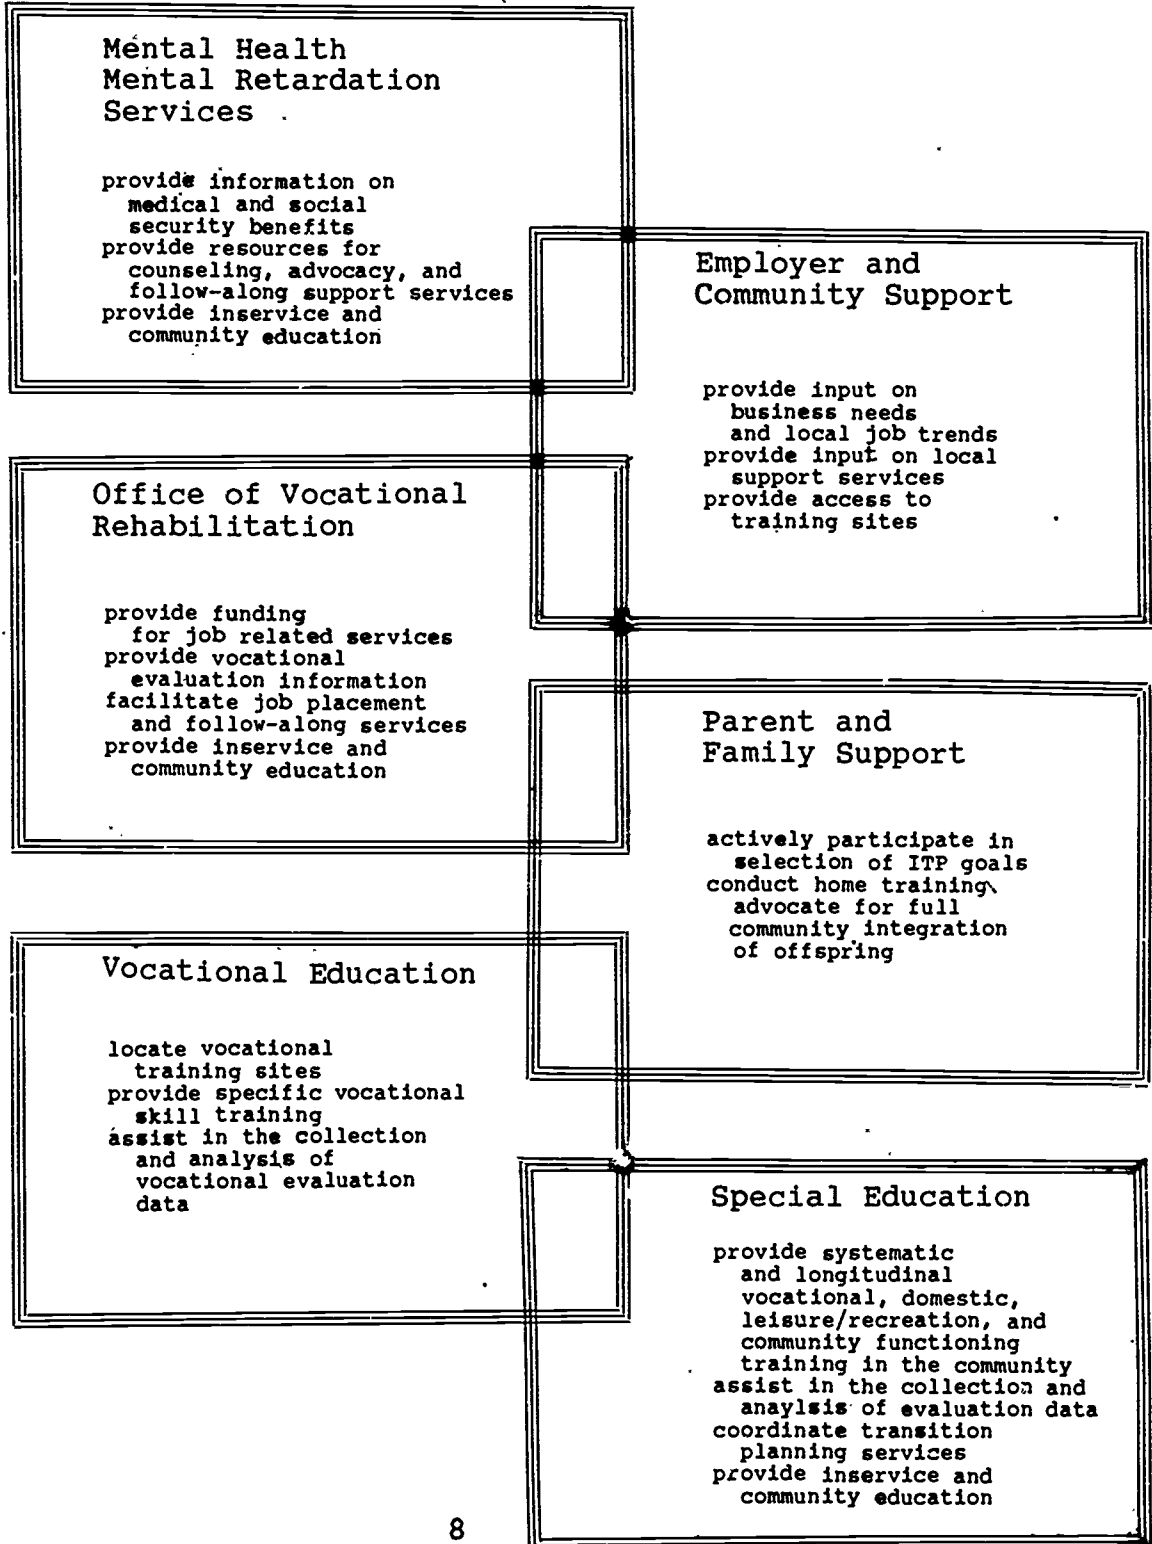 Mental Health
Mental Retardation
Services
provide information on
medical and social
security benefits
provide resources for
counseling, advocacy, and
follow-along support services
provide inservice and
community education
Employer and
Community Support
provide input on
business needs
and local job trends
provide input on local
support services
provide access to
training sites
Office of Vocational
Rehabilitation
provide funding
for job related services
provide vocational
evaluation information
facilitate job placement
and follow-along services
provide inservice and
community education
Parent and
Family Support
actively participate in
selection of ITP goals
conduct home training
advocate for full
community integration
of offspring
Vocational Education
locate vocational
training sites
provide specific vocational
skill training
assist in the collection
and analysis of
vocational evaluation
data
Special Education
provide systematic
and longitudinal
vocational, domestic,
leisure/recreation, and
community functioning
training in the community
assist in the collection and
anaylsis of evaluation data
coordinate transition
planning services
provide inservice and
community education
8